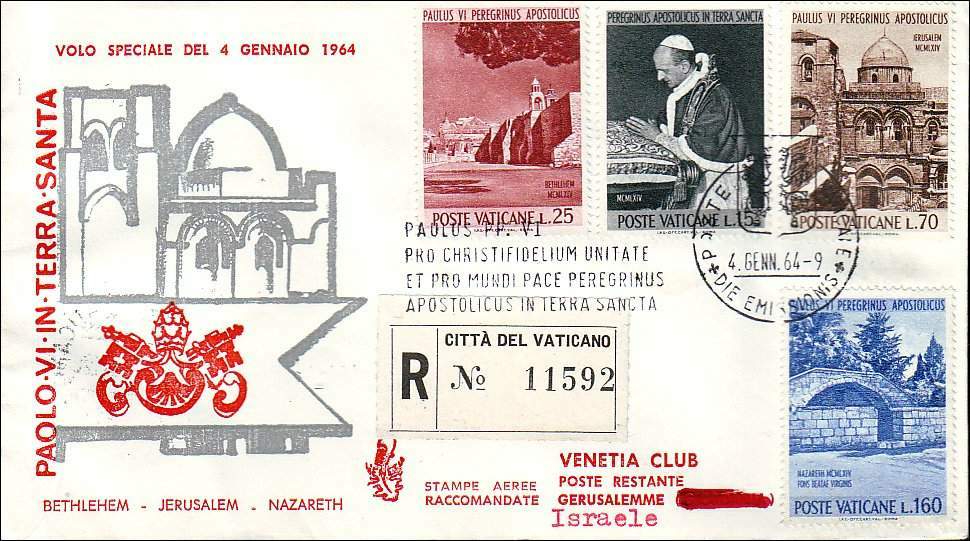 VOLO SPECIALE DEL 4 GENNAIO 1964
PAOLO·VI·IN·TERRA·SANTA
BETHLEHEM - JERUSALEM - NAZARETH
PAULUS VI PEREGRINUS APOSTOLICUS
BETHLEHEM
MCMLXIV
POSTE VATICANE L.25
PEREGRINUS APOSTOLICUS IN TERRA SANCTA
MCMLXIV
POSTE VATICANE L.15
PAULUS VI PEREGRINUS APOSTOLICUS
JERUSALEM
MCMLXIV
POSTE VATICANE L.70
PAULUS PP. VI
PRO CHRISTIFIDELIUM UNITATE
ET PRO MUNDI PACE PEREGRINUS
APOSTOLICUS IN TERRA SANCTA
4.GENN.64-9
DIE EMISSIONIS
CITTÀ DEL VATICANO
R № 11592
PAULUS VI PEREGRINUS APOSTOLICUS
NAZARETH MCMLXIV
FONS BEATAE VIRGINIS
POSTE VATICANE L.160
STAMPE AEREE
RACCOMANDATE
VENETIA CLUB
POSTE RESTANTE
GERUSALEMME
Israele